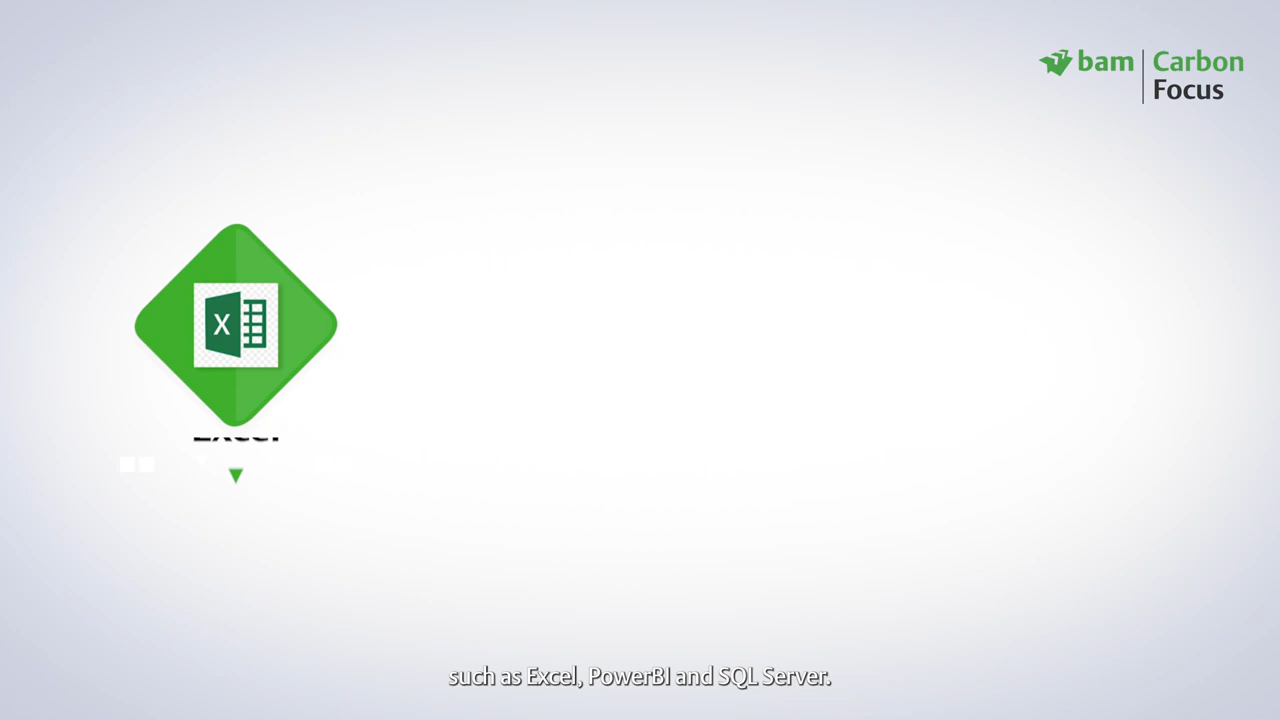 bam
Carbon
Focus
X
such as Excel, PowerBI and SQL Server.